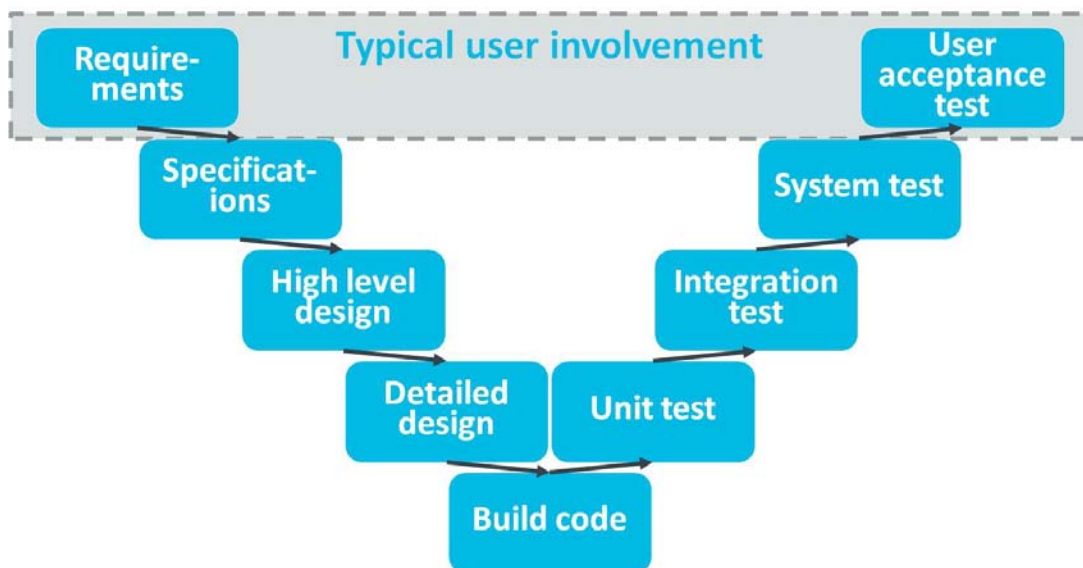 Typical user involvement
Require-
ments
User
acceptance
test
Specificat-
ions
System test
High level
design
Integration
test
Detailed
design
Unit test
Build code